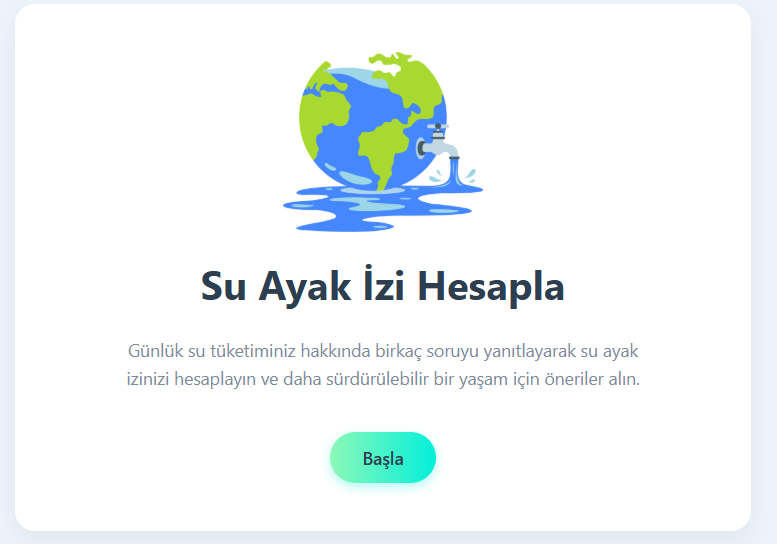 Su Ayak İzi Hesapla
Günlük su tüketiminiz hakkında birkaç soruyu yanıtlayarak su ayak
izinizi hesaplayın ve daha sürdürülebilir bir yaşam için öneriler alın.
Başla